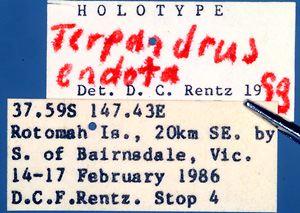 HOLOTYPE
Terpandrus
endota
Det. D. C. Rentz 1989
37.59S 147.43E
Rotomah Is., 20km SE. by
S. of Bairnsdale, Vic.
14-17 February 1986
D.C.F.Rentz. Stop 4